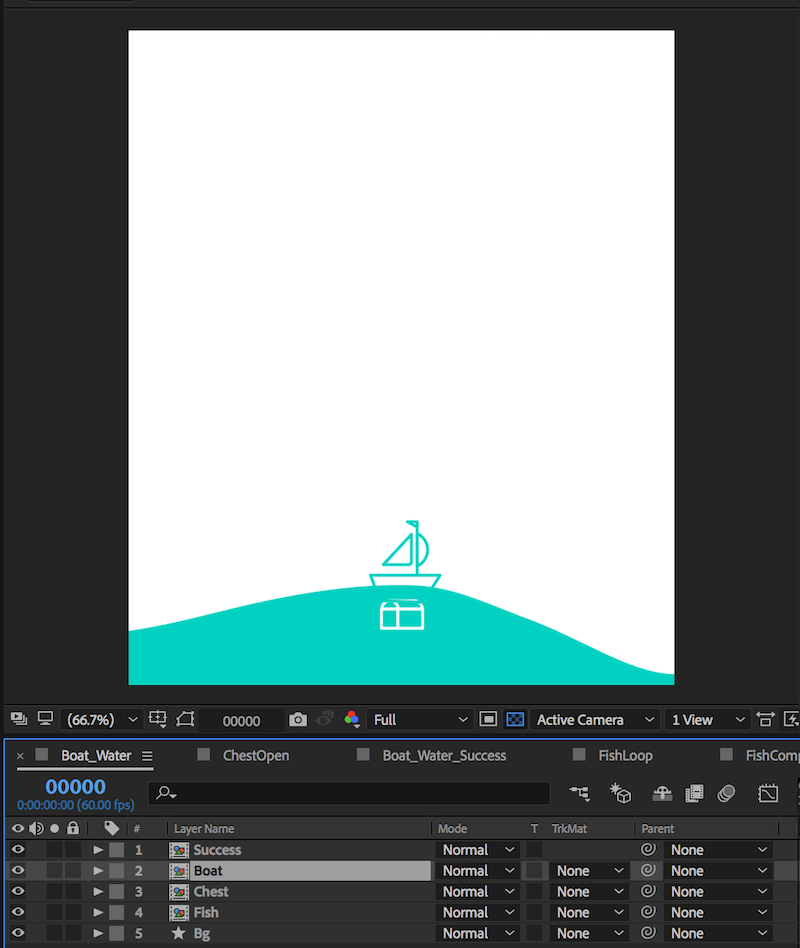 (66.7%) 00000 Full Active Camera 1 View
× Boat_Water ChestOpen Boat_Water_Success FishLoop FishComp
00000
0:00:00:00 (60.00 fps)
# Layer Name Mode T TrkMat Parent
1 Success Normal None
2 Boat Normal None None
3 Chest Normal None None
4 Fish Normal None None
5 Bg Normal None None